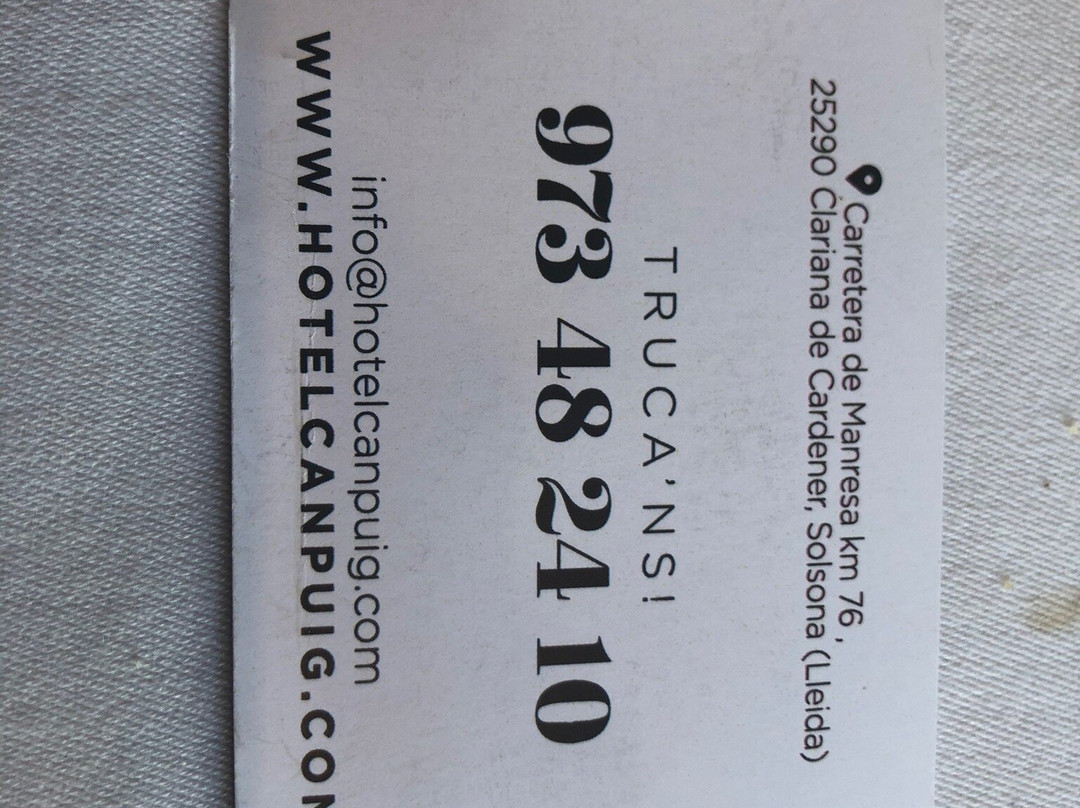 Carretera de Manresa km 76 ,
25290 Clariana de Cardener, Solsona (Lleida)
TRUCA'NS!
973 48 24 10
info@hotelcanpuig.com
WWW.HOTELCANPUIG.COM